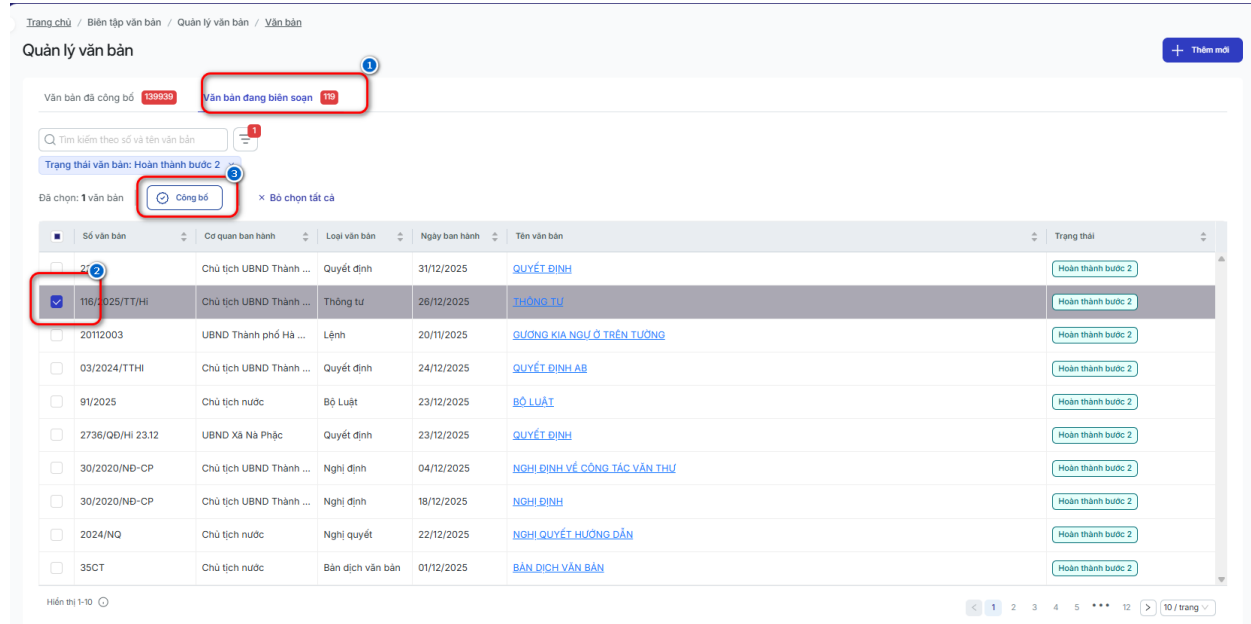 Trang chủ / Biên tập văn bản / Quản lý văn bản / Văn bản
Quản lý văn bản
+ Thêm mới
1
Văn bản đã công bố 139939 Văn bản đang biên soạn 119
Tìm kiếm theo số và tên văn bản 1
Trạng thái văn bản: Hoàn thành bước 2 ×
3
Đã chọn: 1 văn bản Công bố × Bỏ chọn tất cả
Số văn bản Cơ quan ban hành Loại văn bản Ngày ban hành Tên văn bản Trạng thái
2 Chủ tịch UBND Thành ... Quyết định 31/12/2025 QUYẾT ĐỊNH Hoàn thành bước 2
116/2025/TT/Hi Chủ tịch UBND Thành ... Thông tư 26/12/2025 THÔNG TƯ Hoàn thành bước 2
20112003 UBND Thành phố Hà ... Lệnh 20/11/2025 GƯƠNG KIA NGỰ Ở TRÊN TƯỜNG Hoàn thành bước 2
03/2024/TTHI Chủ tịch UBND Thành ... Quyết định 24/12/2025 QUYẾT ĐỊNH AB Hoàn thành bước 2
91/2025 Chủ tịch nước Bộ Luật 23/12/2025 BỘ LUẬT Hoàn thành bước 2
2736/QĐ/Hi 23.12 UBND Xã Nà Phặc Quyết định 23/12/2025 QUYẾT ĐỊNH Hoàn thành bước 2
30/2020/NĐ-CP Chủ tịch UBND Thành ... Nghị định 04/12/2025 NGHỊ ĐỊNH VỀ CÔNG TÁC VĂN THƯ Hoàn thành bước 2
30/2020/NĐ-CP Chủ tịch UBND Thành ... Nghị định 18/12/2025 NGHỊ ĐỊNH Hoàn thành bước 2
2024/NQ Chủ tịch nước Nghị quyết 22/12/2025 NGHỊ QUYẾT HƯỚNG DẪN Hoàn thành bước 2
35CT Chủ tịch nước Bản dịch văn bản 01/12/2025 BẢN DỊCH VĂN BẢN Hoàn thành bước 2
Hiển thị 1-10 < 1 2 3 4 5 ••• 12 > 10 / trang